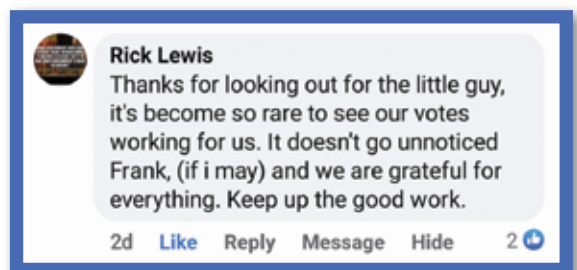 Rick Lewis
Thanks for looking out for the little guy,
it's become so rare to see our votes
working for us. It doesn't go unnoticed
Frank, (if i may) and we are grateful for
everything. Keep up the good work.
2d Like Reply Message Hide 2